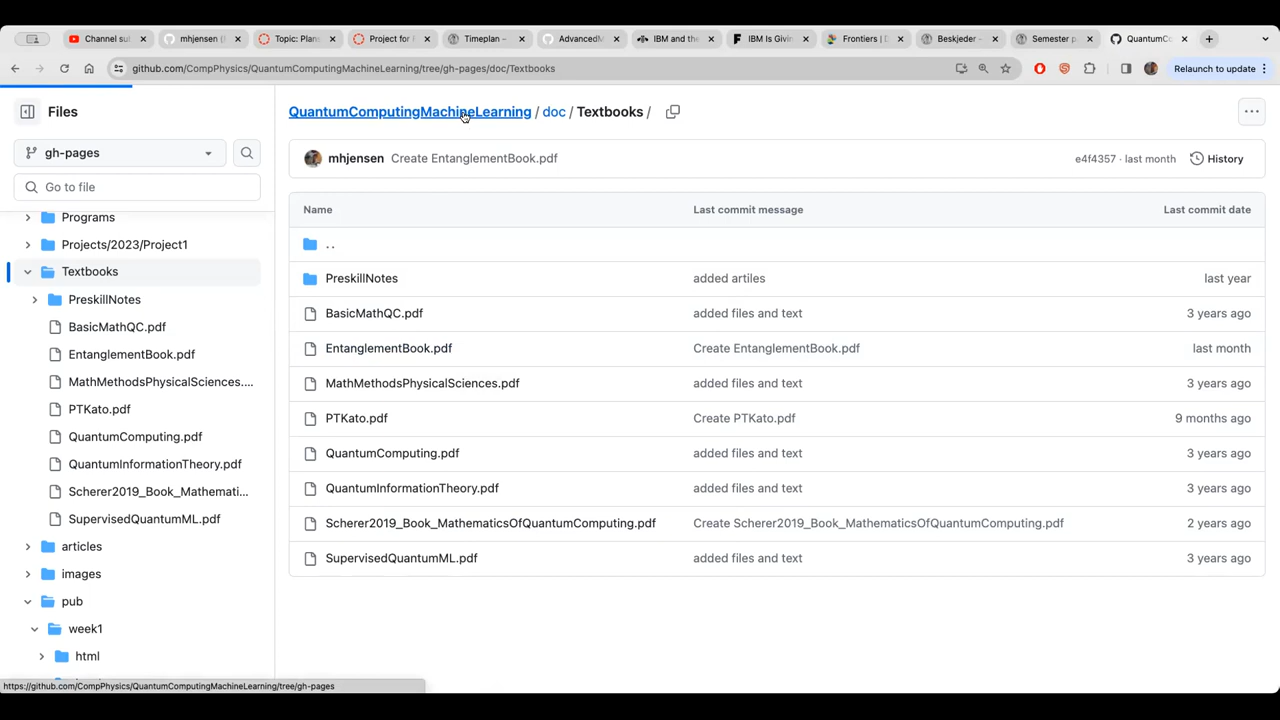 Channel su
mhjensen (
Topic: Plan
Project for
Timeplan –
AdvancedM
IBM and the
IBM Is Givin
Frontiers | D
Beskjeder –
Semester p
QuantumCo
github.com/CompPhysics/QuantumComputingMachineLearning/tree/gh-pages/doc/Textbooks
Relaunch to update
Files
QuantumComputingMachineLearning / doc / Textbooks /
gh-pages
mhjensen Create EntanglementBook.pdf
e4f4357 · last month
History
Go to file
Programs
Projects/2023/Project1
Textbooks
PreskillNotes
BasicMathQC.pdf
EntanglementBook.pdf
MathMethodsPhysicalSciences....
PTKato.pdf
QuantumComputing.pdf
QuantumInformationTheory.pdf
Scherer2019_Book_Mathemati...
SupervisedQuantumML.pdf
articles
images
pub
week1
html
Name Last commit message Last commit date
..
PreskillNotes added artiles last year
BasicMathQC.pdf added files and text 3 years ago
EntanglementBook.pdf Create EntanglementBook.pdf last month
MathMethodsPhysicalSciences.pdf added files and text 3 years ago
PTKato.pdf Create PTKato.pdf 9 months ago
QuantumComputing.pdf added files and text 3 years ago
QuantumInformationTheory.pdf added files and text 3 years ago
Scherer2019_Book_MathematicsOfQuantumComputing.pdf Create Scherer2019_Book_MathematicsOfQuantumComputing.pdf 2 years ago
SupervisedQuantumML.pdf added files and text 3 years ago
https://github.com/CompPhysics/QuantumComputingMachineLearning/tree/gh-pages